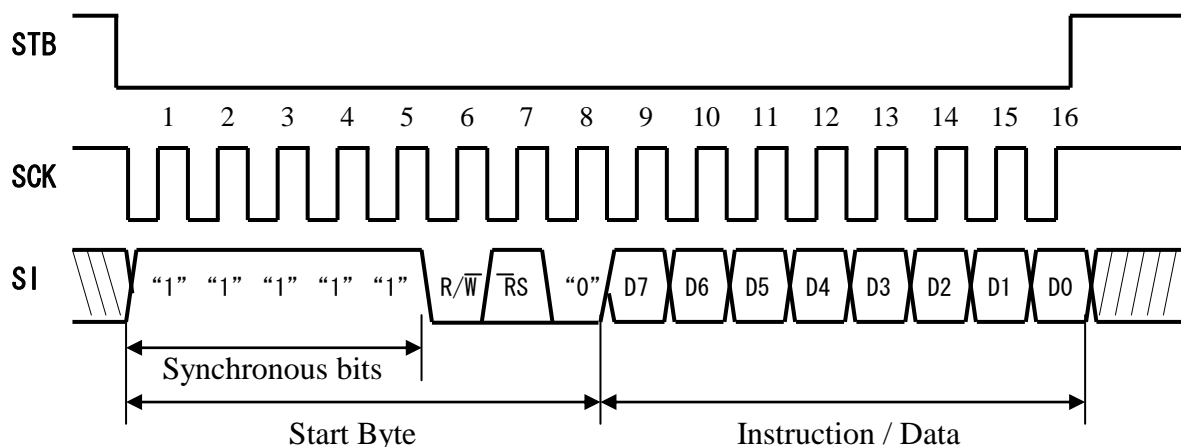 STB
1 2 3 4 5 6 7 8 9 10 11 12 13 14 15 16
SCK
SI “1” “1” “1” “1” “1” R/W̅ R̅S “0” D7 D6 D5 D4 D3 D2 D1 D0
Synchronous bits
Start Byte Instruction / Data